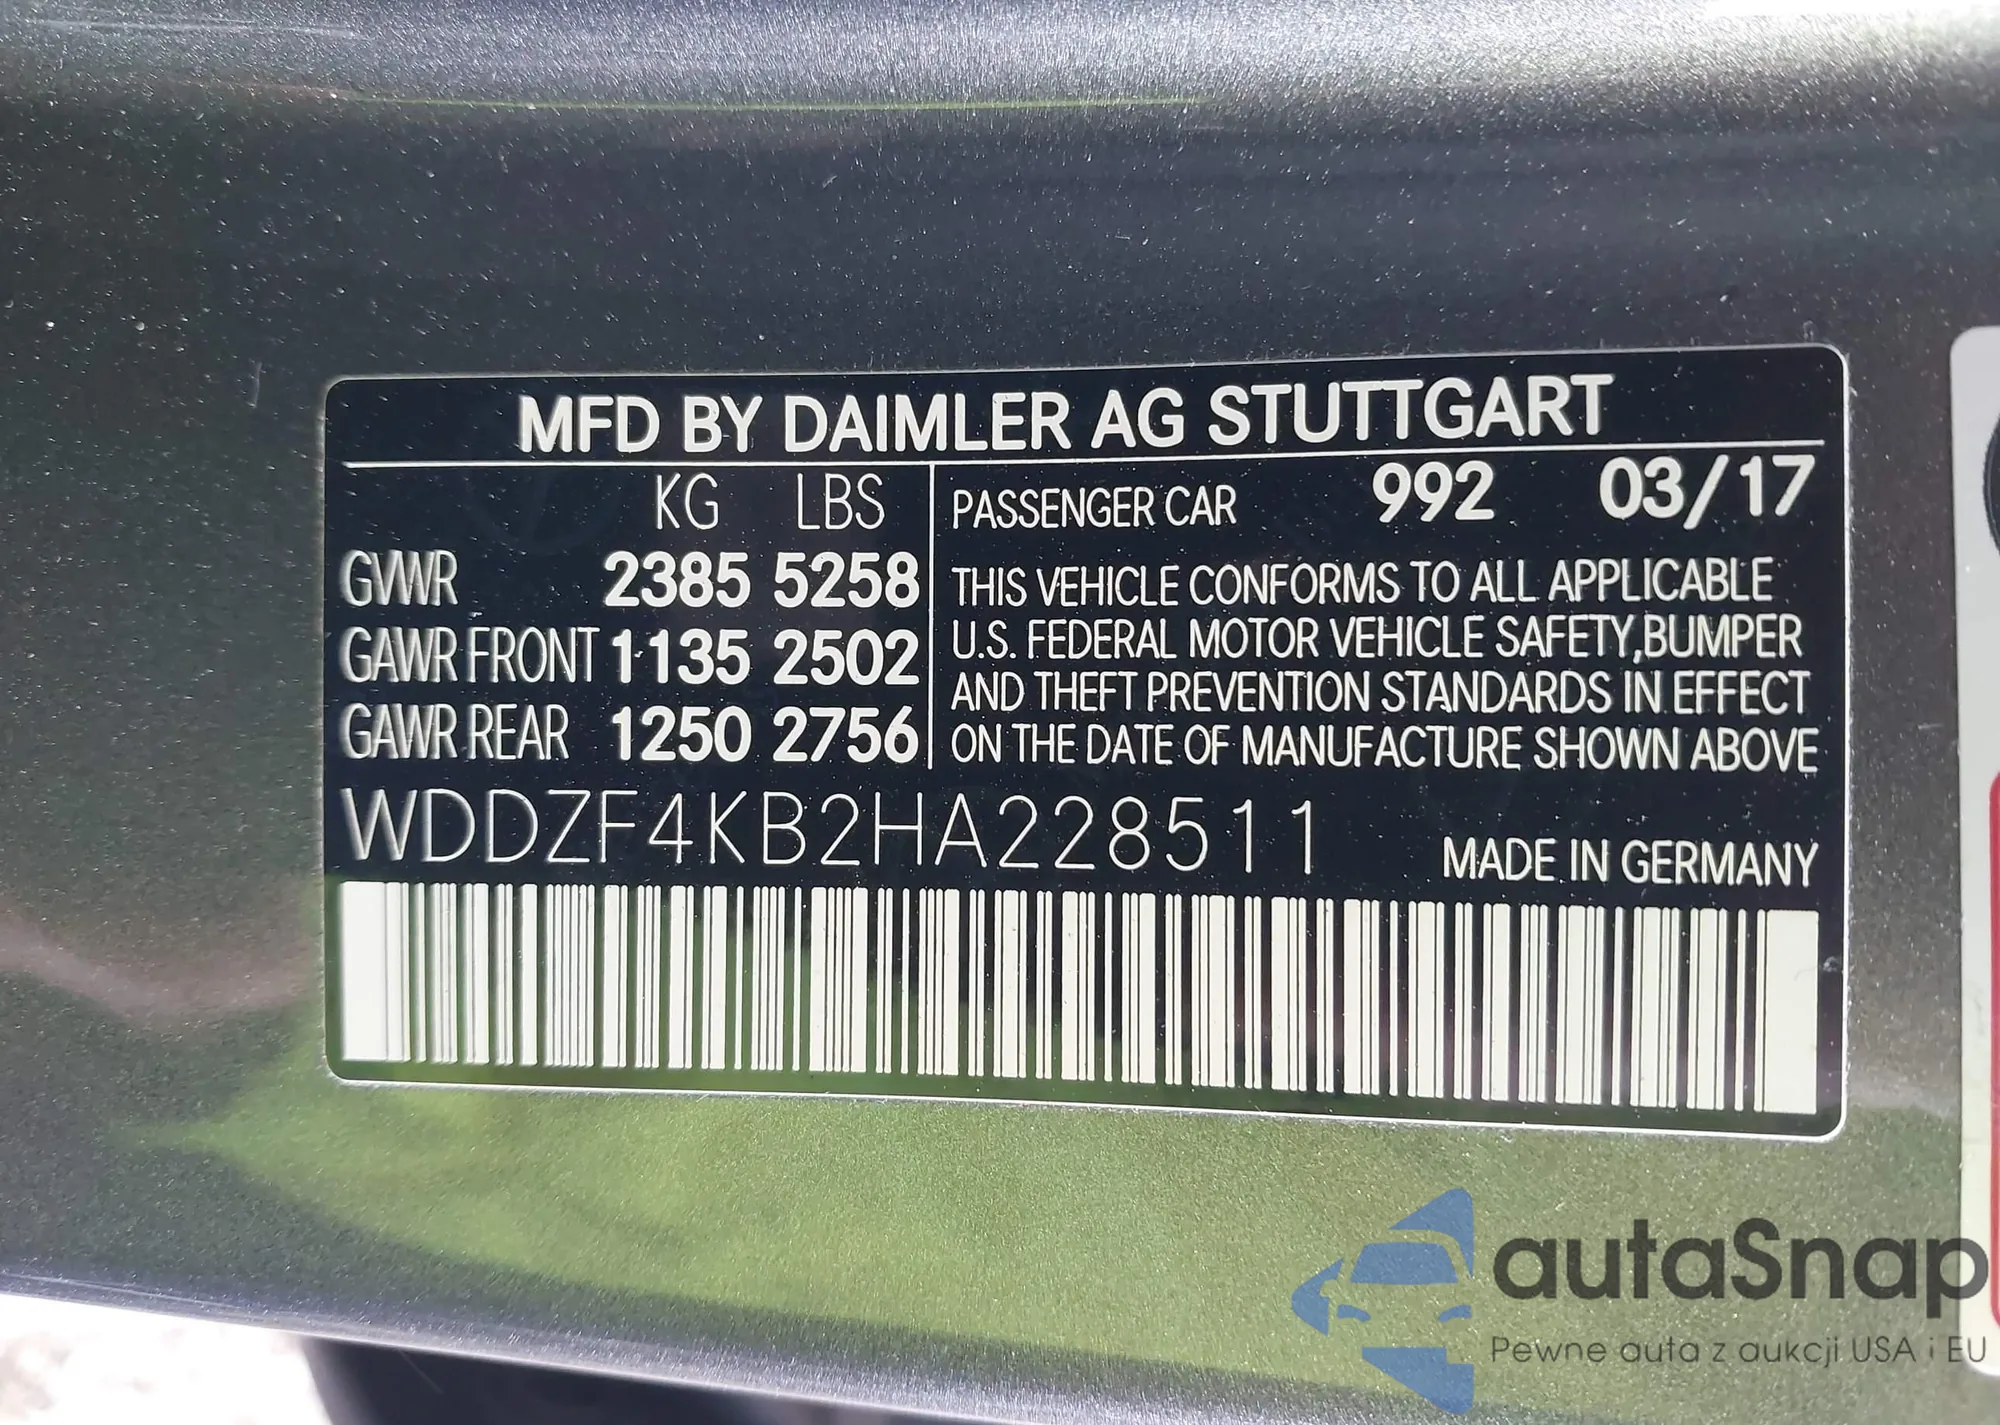 MFD BY DAIMLER AG STUTTGART
KG LBS
GVWR 2385 5258
GAWR FRONT 1135 2502
GAWR REAR 1250 2756
PASSENGER CAR 992 03/17
THIS VEHICLE CONFORMS TO ALL APPLICABLE
U.S. FEDERAL MOTOR VEHICLE SAFETY,BUMPER
AND THEFT PREVENTION STANDARDS IN EFFECT
ON THE DATE OF MANUFACTURE SHOWN ABOVE
WDDZF4KB2HA228511
MADE IN GERMANY
autaSnap
Pewne auta z aukcji USA i EU